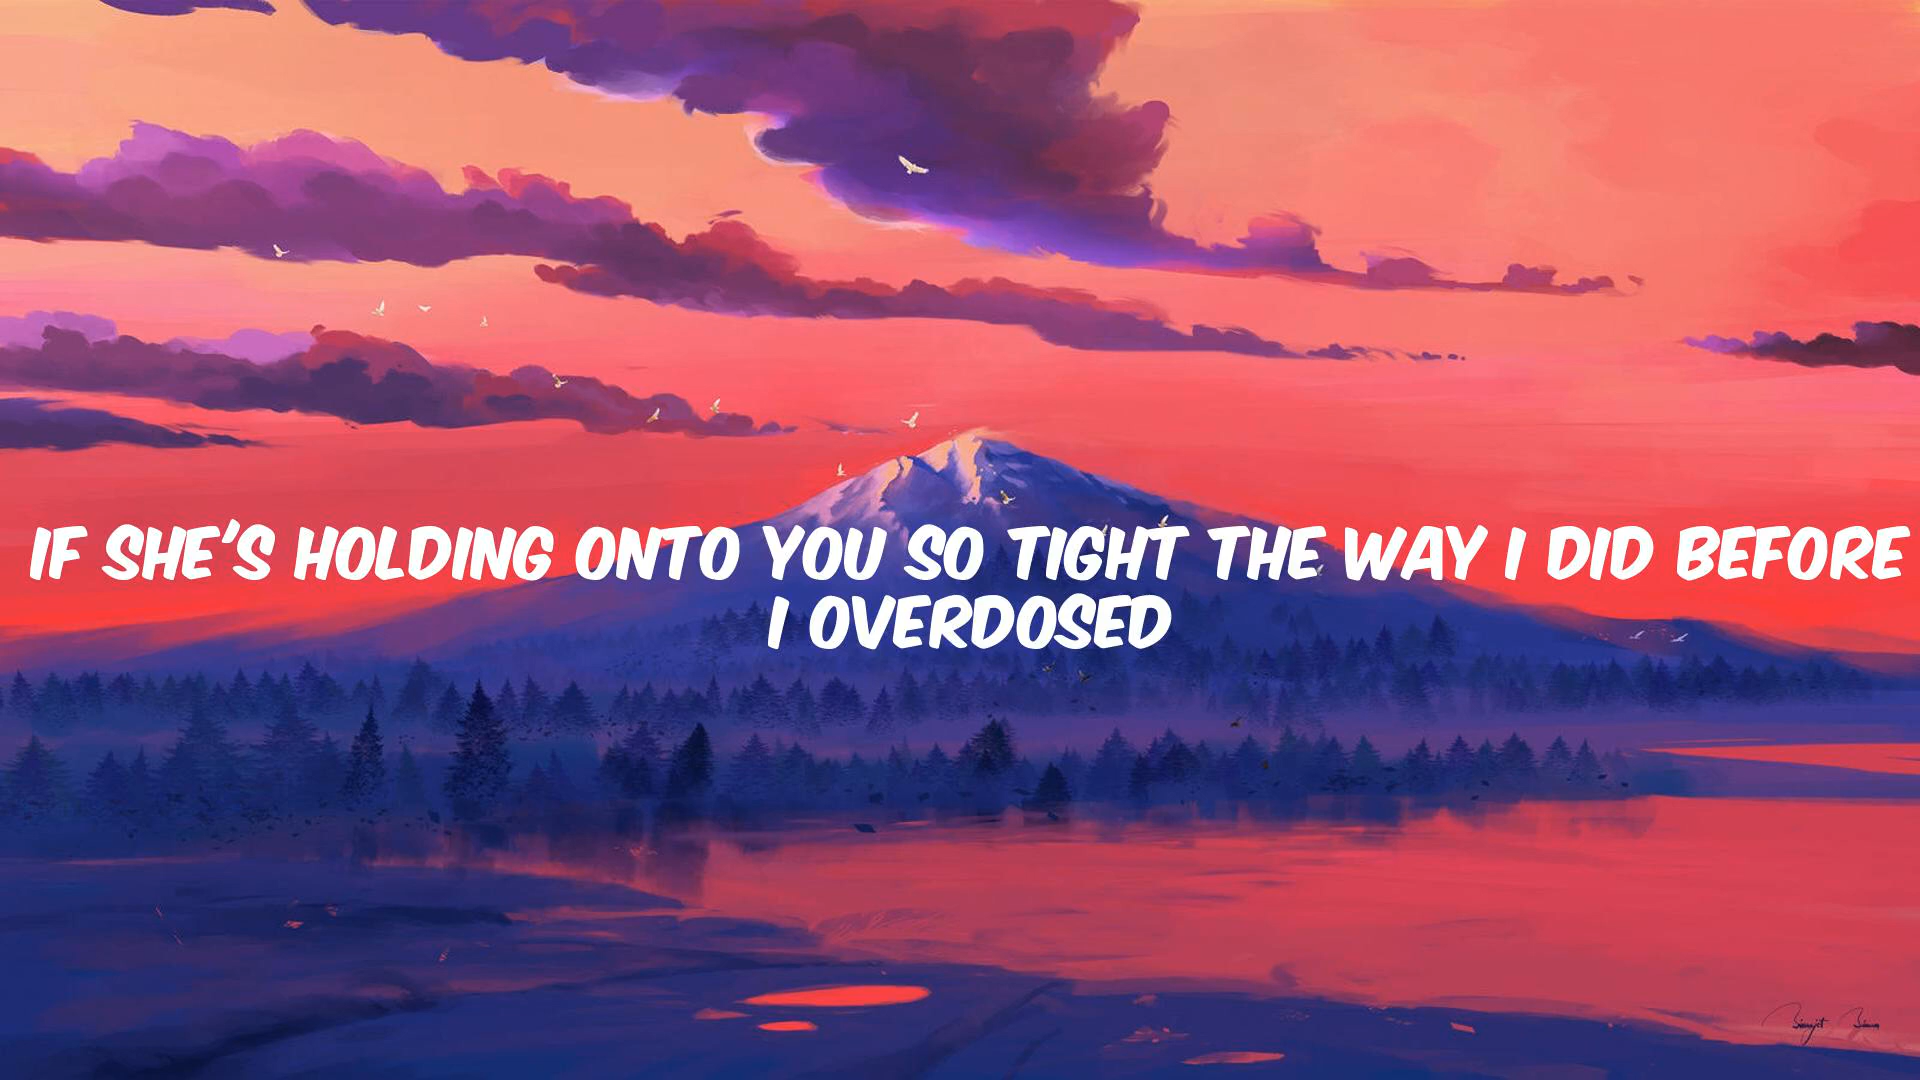 IF SHE'S HOLDING ONTO YOU SO TIGHT THE WAY I DID BEFORE
I OVERDOSED